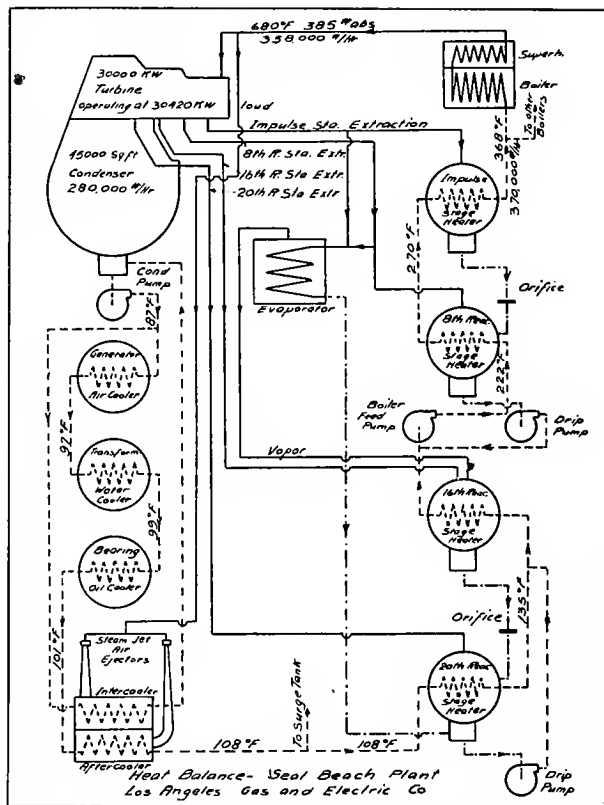 680°F 385 #abs
358,000 #/Hr
30000 KW
Turbine
operating at 30420KW
load
Superh.
Boiler
To other
Boilers
368°F
370,000 #/Hr
Impulse Sta. Extraction
8th R. Sta. Extr.
16th R. Sta. Extr.
20th R. Sta Extr
45000 Sqft
Condenser
280,000 #/Hr
Impulse
Stage
Heater
270°F
Orifice
Cond
Pump
87°F
Evaporator
8th Reac.
Stage
Heater
222°F
Generator
Air Cooler
Boiler
Feed
Pump
Drip
Pump
97°F
Transform
Water
Cooler
Vapor
16th Reac.
Stage
Heater
99°F
Bearing
Oil Cooler
Orifice
135°F
101°F
Steam Jet
Air
Ejectors
20th Reac.
Stage
Heater
Intercooler
To Surge Tank
108°F
108°F
Aftercooler
Drip
Pump
Heat Balance- Seal Beach Plant
Los Angeles Gas and Electric Co